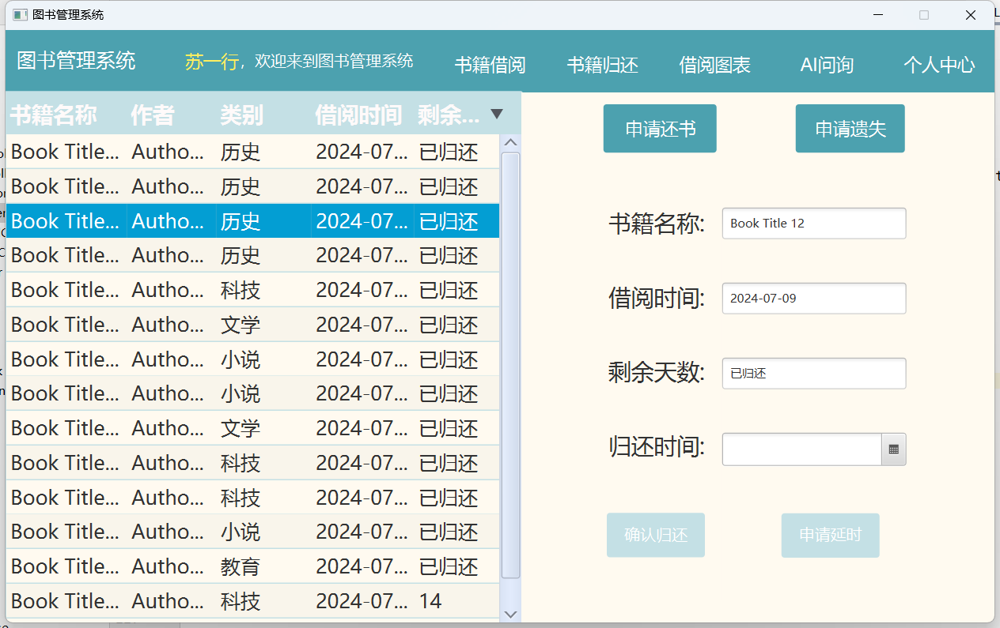 图书管理系统
图书管理系统 苏一行，欢迎来到图书管理系统 书籍借阅 书籍归还 借阅图表 AI问询 个人中心
书籍名称 作者 类别 借阅时间 剩余...
Book Title... Autho... 历史 2024-07... 已归还
Book Title... Autho... 历史 2024-07... 已归还
Book Title... Autho... 历史 2024-07... 已归还
Book Title... Autho... 历史 2024-07... 已归还
Book Title... Autho... 科技 2024-07... 已归还
Book Title... Autho... 文学 2024-07... 已归还
Book Title... Autho... 小说 2024-07... 已归还
Book Title... Autho... 小说 2024-07... 已归还
Book Title... Autho... 文学 2024-07... 已归还
Book Title... Autho... 科技 2024-07... 已归还
Book Title... Autho... 科技 2024-07... 已归还
Book Title... Autho... 小说 2024-07... 已归还
Book Title... Autho... 教育 2024-07... 已归还
Book Title... Autho... 科技 2024-07... 14
申请还书 申请遗失
书籍名称: Book Title 12
借阅时间: 2024-07-09
剩余天数: 已归还
归还时间:
确认归还 申请延时